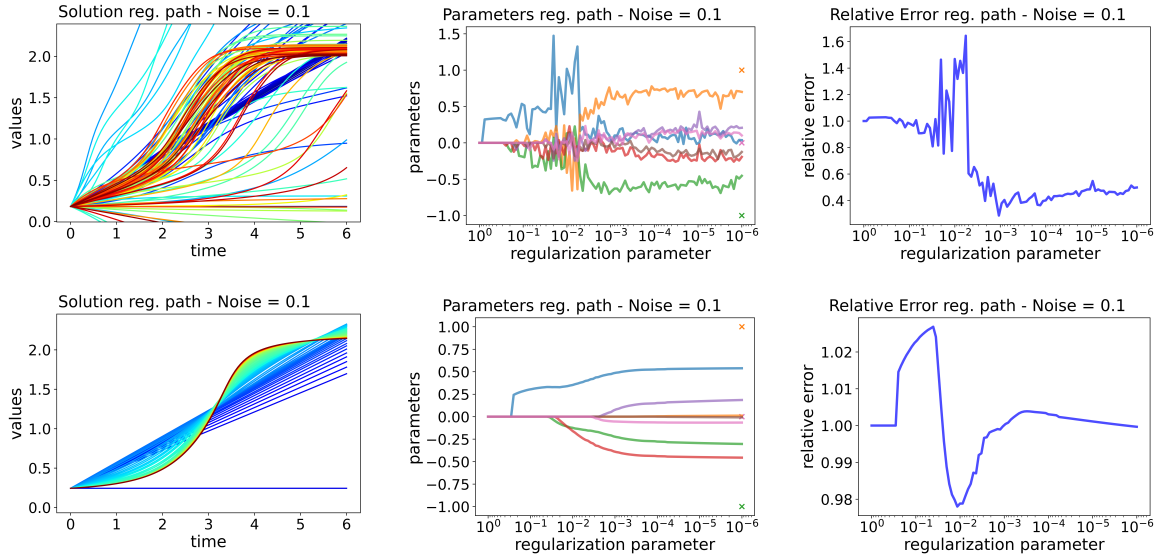 Solution reg. path - Noise = 0.1
values
2.0
1.5
1.0
0.5
0.0
0 1 2 3 4 5 6
time
Parameters reg. path - Noise = 0.1
parameters
1.5
1.0
0.5
0.0
−0.5
−1.0
10⁰ 10⁻¹ 10⁻² 10⁻³ 10⁻⁴ 10⁻⁵ 10⁻⁶
regularization parameter
Relative Error reg. path - Noise = 0.1
relative error
1.6
1.4
1.2
1.0
0.8
0.6
0.4
10⁰ 10⁻¹ 10⁻² 10⁻³ 10⁻⁴ 10⁻⁵ 10⁻⁶
regularization parameter
Solution reg. path - Noise = 0.1
values
2.0
1.5
1.0
0.5
0.0
0 1 2 3 4 5 6
time
Parameters reg. path - Noise = 0.1
parameters
1.00
0.75
0.50
0.25
0.00
−0.25
−0.50
−0.75
−1.00
10⁰ 10⁻¹ 10⁻² 10⁻³ 10⁻⁴ 10⁻⁵ 10⁻⁶
regularization parameter
Relative Error reg. path - Noise = 0.1
relative error
1.02
1.01
1.00
0.99
0.98
10⁰ 10⁻¹ 10⁻² 10⁻³ 10⁻⁴ 10⁻⁵ 10⁻⁶
regularization parameter